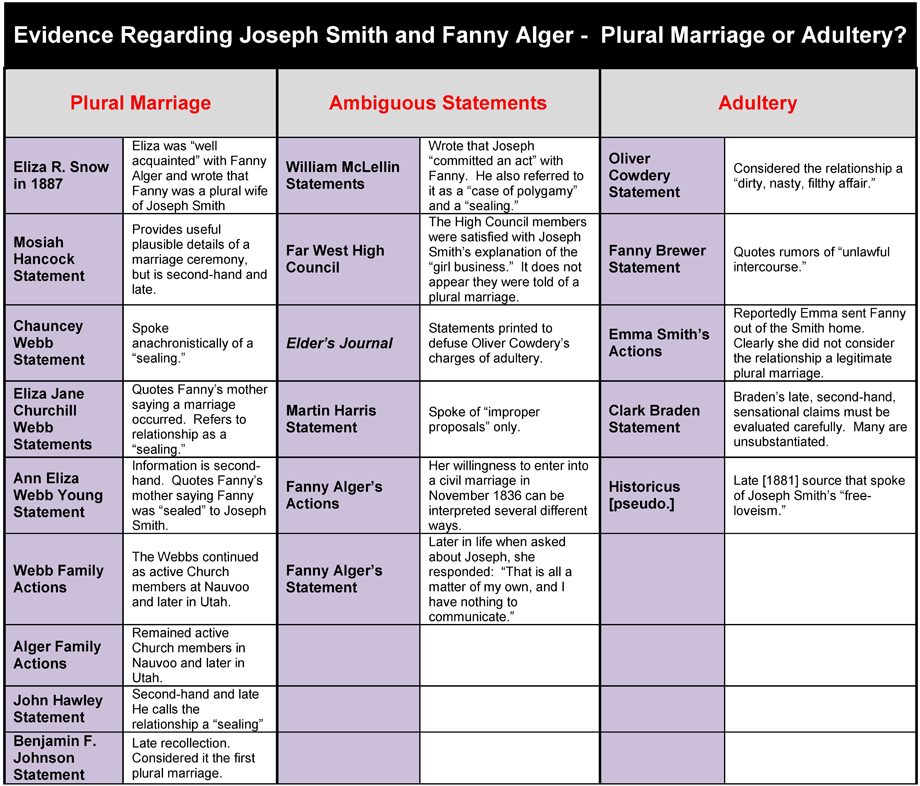 Evidence Regarding Joseph Smith and Fanny Alger - Plural Marriage or Adultery?
Plural Marriage
Eliza R. Snow
in 1887
Eliza was “well
acquainted” with Fanny
Alger and wrote that
Fanny was a plural wife
of Joseph Smith
Mosiah
Hancock
Statement
Provides useful
plausible details of a
marriage ceremony,
but is second-hand and
late.
Chauncey
Webb
Statement
Spoke
anachronistically of a
“sealing.”
Eliza Jane
Churchill
Webb
Statements
Quotes Fanny’s mother
saying a marriage
occurred. Refers to
relationship as a
“sealing.”
Ann Eliza
Webb Young
Statement
Information is second-
hand. Quotes Fanny’s
mother saying Fanny
was “sealed” to Joseph
Smith.
Webb Family
Actions
The Webbs continued
as active Church
members at Nauvoo
and later in Utah.
Alger Family
Actions
Remained active
Church members in
Nauvoo and later in
Utah.
John Hawley
Statement
Second-hand and late
He calls the
relationship a “sealing”
Benjamin F.
Johnson
Statement
Late recollection.
Considered it the first
plural marriage.
Ambiguous Statements
William McLellin
Statements
Wrote that Joseph
“committed an act” with
Fanny. He also referred to
it as a “case of polygamy”
and a “sealing.”
Far West High
Council
The High Council members
were satisfied with Joseph
Smith’s explanation of the
“girl business.” It does not
appear they were told of a
plural marriage.
Elder’s Journal
Statements printed to
defuse Oliver Cowdery’s
charges of adultery.
Martin Harris
Statement
Spoke of “improper
proposals” only.
Fanny Alger’s
Actions
Her willingness to enter into
a civil marriage in
November 1836 can be
interpreted several different
ways.
Fanny Alger’s
Statement
Later in life when asked
about Joseph, she
responded: “That is all a
matter of my own, and I
have nothing to
communicate.”
Adultery
Oliver
Cowdery
Statement
Considered the relationship a
“dirty, nasty, filthy affair.”
Fanny Brewer
Statement
Quotes rumors of “unlawful
intercourse.”
Emma Smith’s
Actions
Reportedly Emma sent Fanny
out of the Smith home.
Clearly she did not consider
the relationship a legitimate
plural marriage.
Clark Braden
Statement
Braden’s late, second-hand,
sensational claims must be
evaluated carefully. Many are
unsubstantiated.
Historicus
[pseudo.]
Late [1881] source that spoke
of Joseph Smith’s “free-
loveism.”